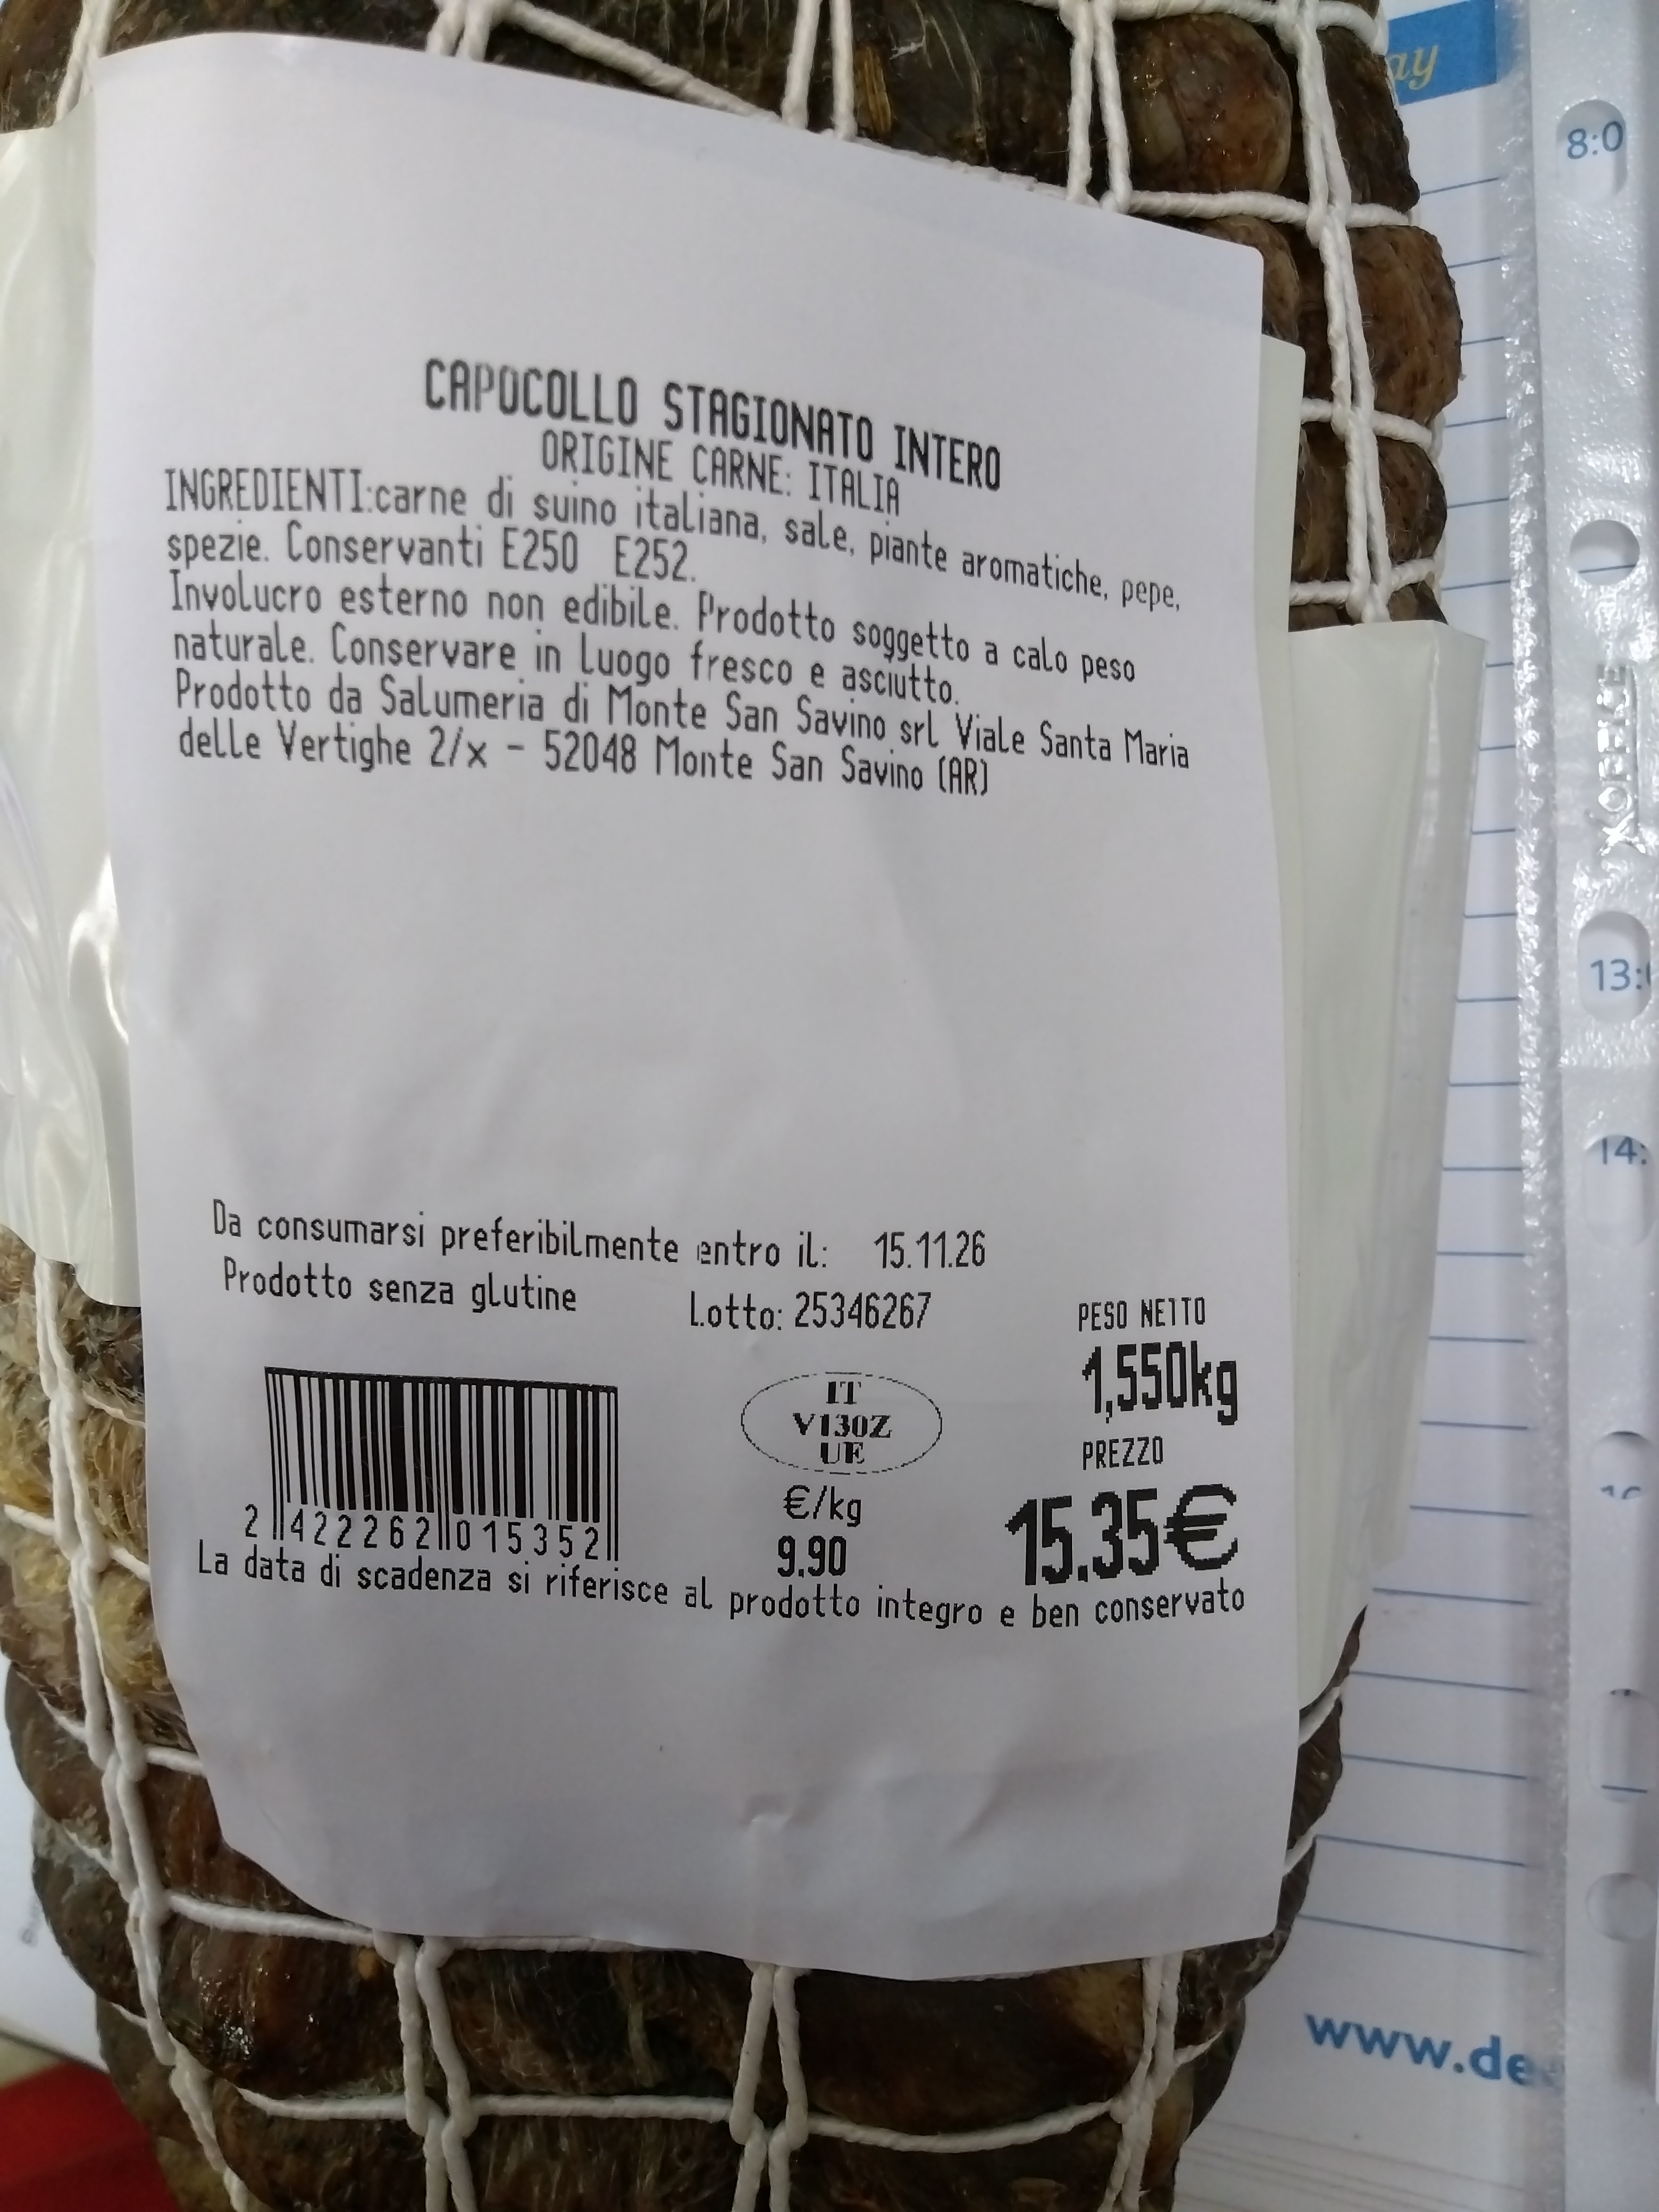 ay
8:0
CAPOCOLLO STAGIONATO INTERO
ORIGINE CARNE: ITALIA
INGREDIENTI:carne di suino italiana, sale, piante aromatiche, pepe,
spezie. Conservanti E250 E252.
Involucro esterno non edibile. Prodotto soggetto a calo peso
naturale. Conservare in luogo fresco e asciutto.
Prodotto da Salumeria di Monte San Savino srl Viale Santa Maria
delle Vertighe 2/x - 52048 Monte San Savino (AR)
XOFFICE
13:
14:
Da consumarsi preferibilmente entro il: 15.11.26
Prodotto senza glutine Lotto: 25346267
PESO NETTO
1,550kg
IT
V130Z
UE
PREZZO
€/kg
9.90
15.35€
2 422262 015352
La data di scadenza si riferisce al prodotto integro e ben conservato
www.de